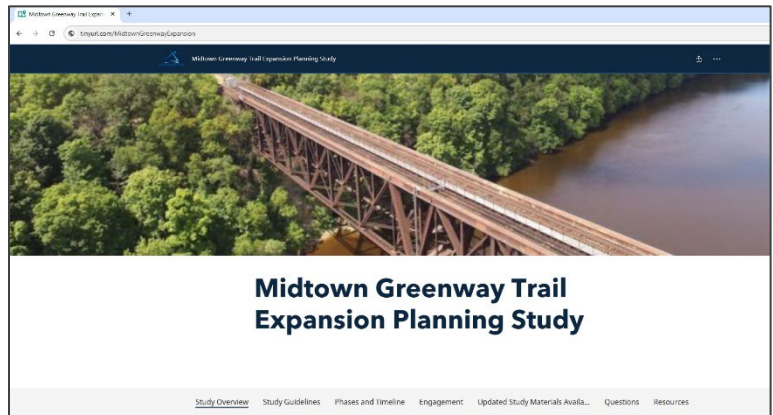 Midtown Greenway Trail Expan
tinyurl.com/MidtownGreenwayExpansion
Midtown Greenway Trail Expansion Planning Study
Midtown Greenway Trail
Expansion Planning Study
Study Overview Study Guidelines Phases and Timeline Engagement Updated Study Materials Availa... Questions Resources